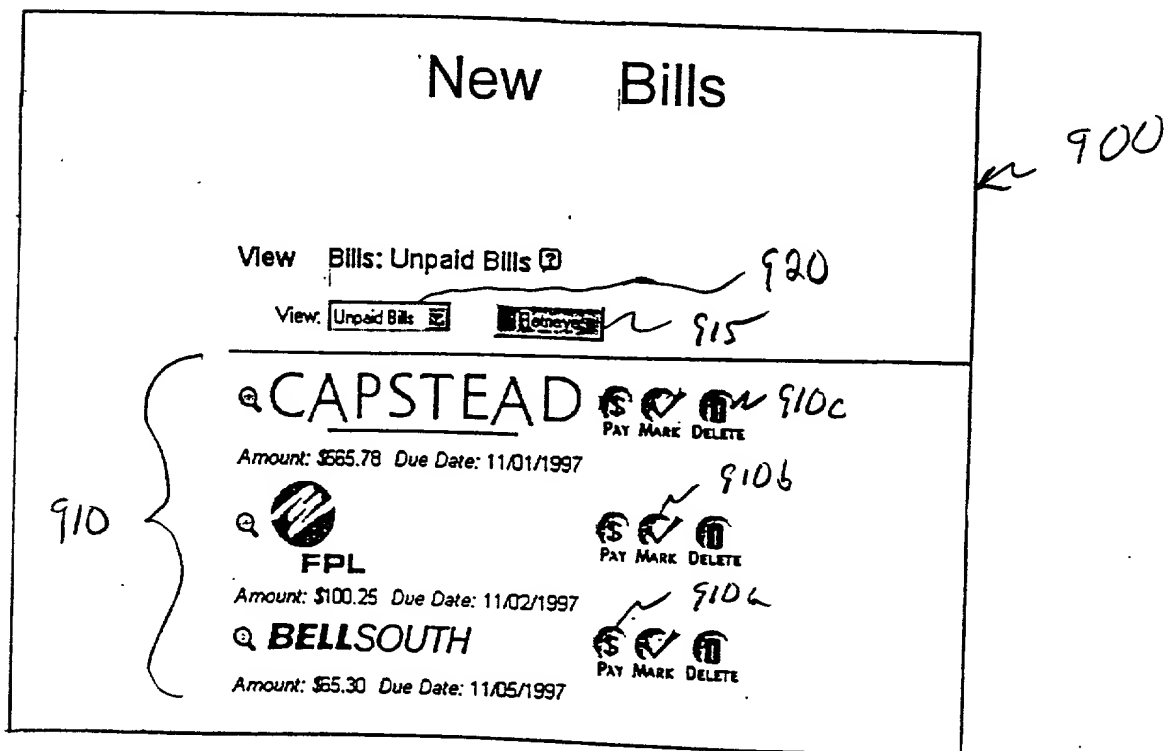 New Bills
900
View Bills: Unpaid Bills ?
920
View: Unpaid Bills Retrieve
915
CAPSTEAD
PAY MARK DELETE
910c
Amount: $665.78 Due Date: 11/01/1997
910b
910
FPL
PAY MARK DELETE
Amount: $100.25 Due Date: 11/02/1997
910a
BELLSOUTH
PAY MARK DELETE
Amount: $65.30 Due Date: 11/05/1997